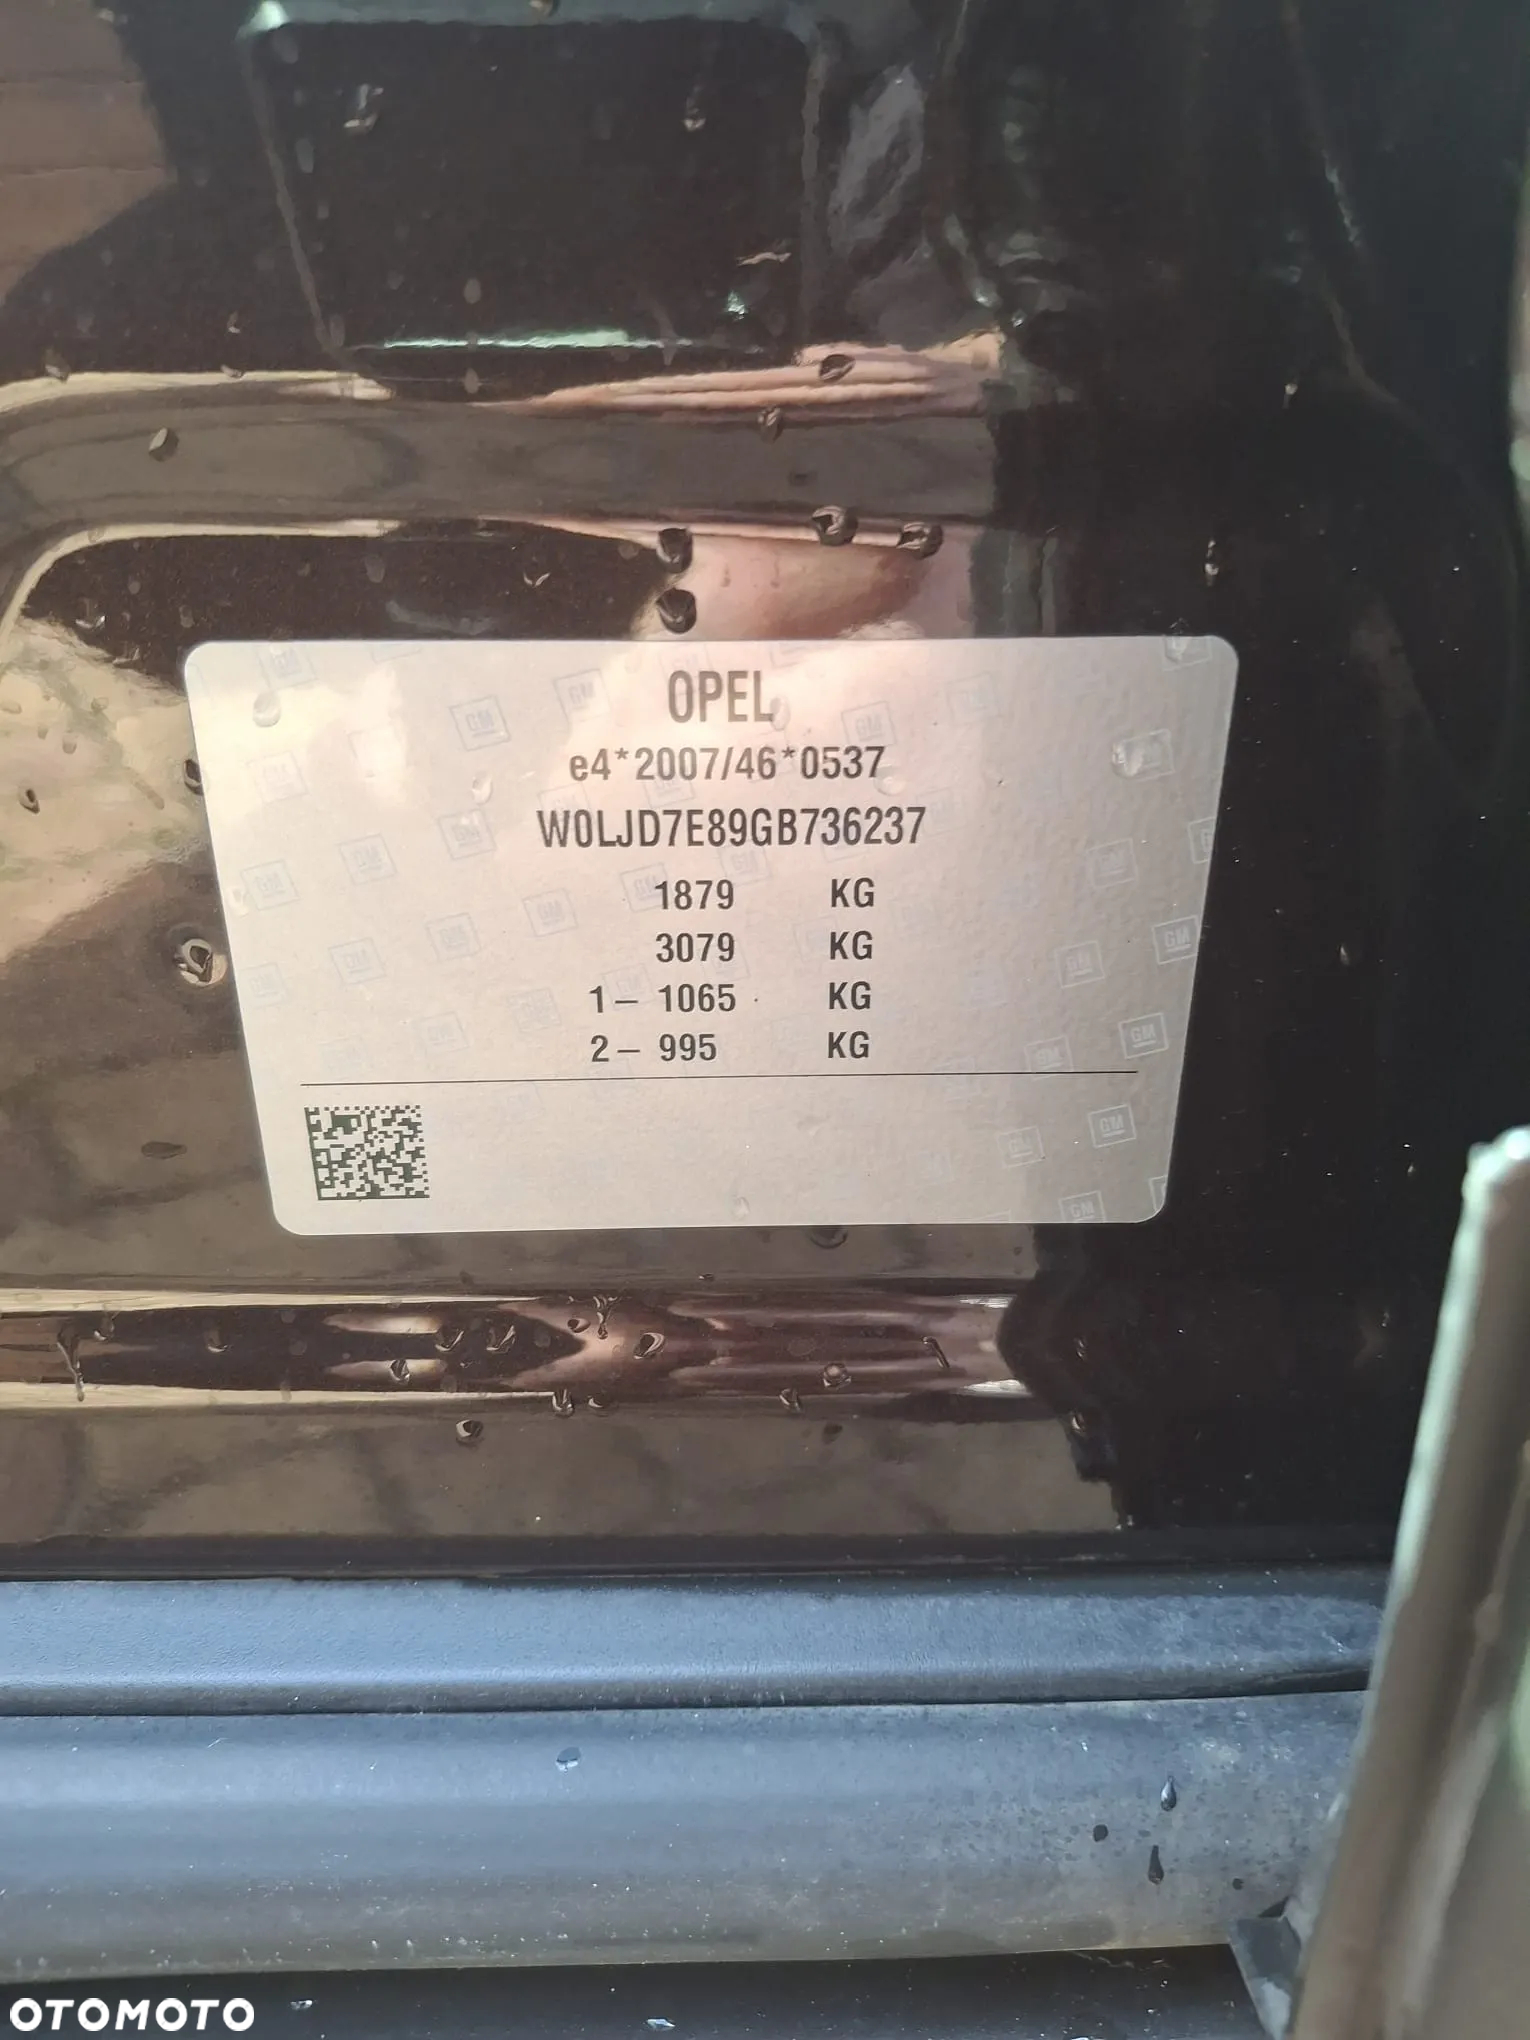 OPEL
e4*2007/46*0537
W0LJD7E89GB736237
1879 KG
3079 KG
1– 1065 KG
2– 995 KG
OTOMOTO